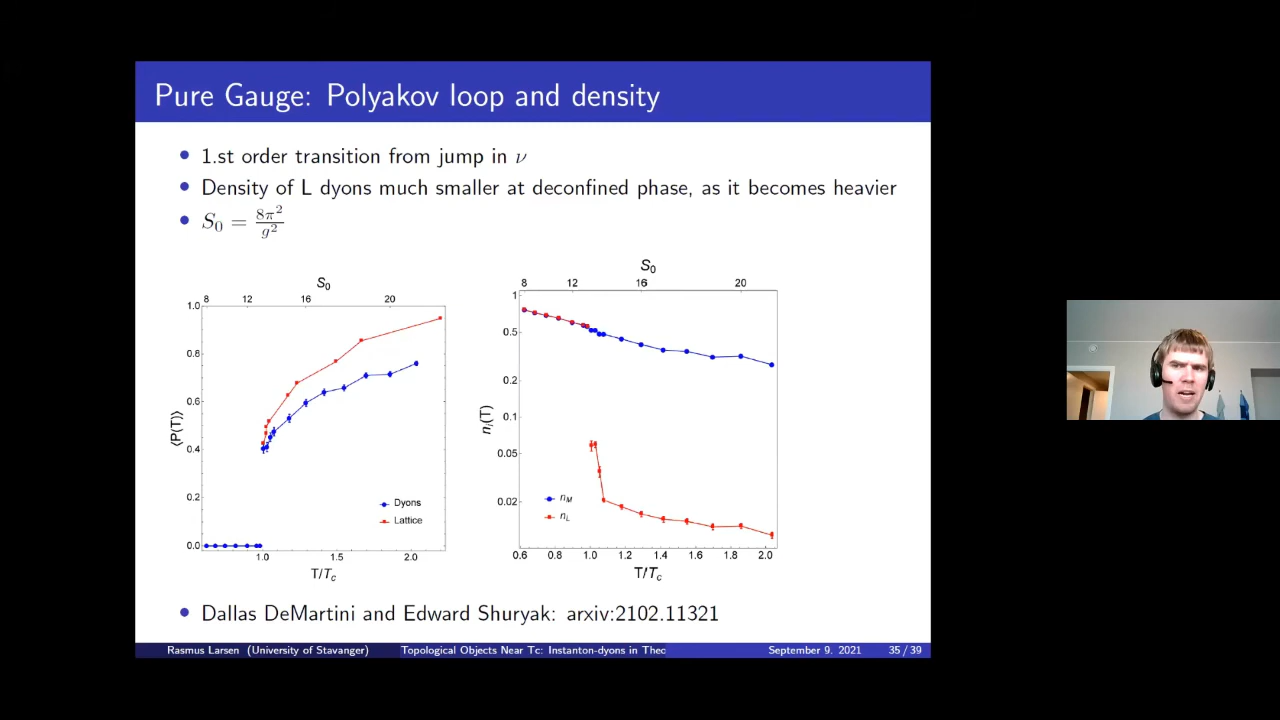 Pure Gauge: Polyakov loop and density
1.st order transition from jump in ν
Density of L dyons much smaller at deconfined phase, as it becomes heavier
S₀ = 8π²/g²
S₀
8 12 16 20
1.0
0.8
0.6
0.4
0.2
0.0
⟨P(T)⟩
Dyons
Lattice
1.0 1.5 2.0
T/T_c
S₀
8 12 16 20
1
0.5
0.2
0.1
0.05
0.02
n_i(T)
n_M
n_L
0.6 0.8 1.0 1.2 1.4 1.6 1.8 2.0
T/T_c
Dallas DeMartini and Edward Shuryak: arxiv:2102.11321
Rasmus Larsen (University of Stavanger) Topological Objects Near Tc: Instanton-dyons in Theo September 9. 2021 35 / 39